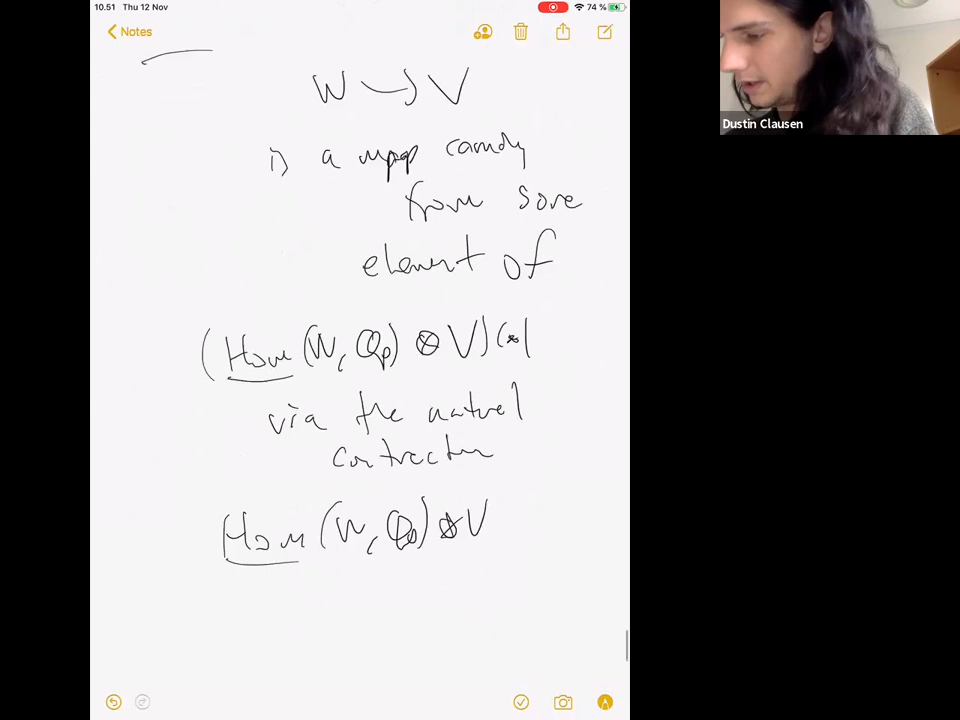 10.51 Thu 12 Nov
74 %
Notes
Dustin Clausen
W → V
is a map coming
from some
element of
(Hom (W, Qp) ⊗ V)(*)
via the natural
contraction
Hom (W, Qp) ⊗ V